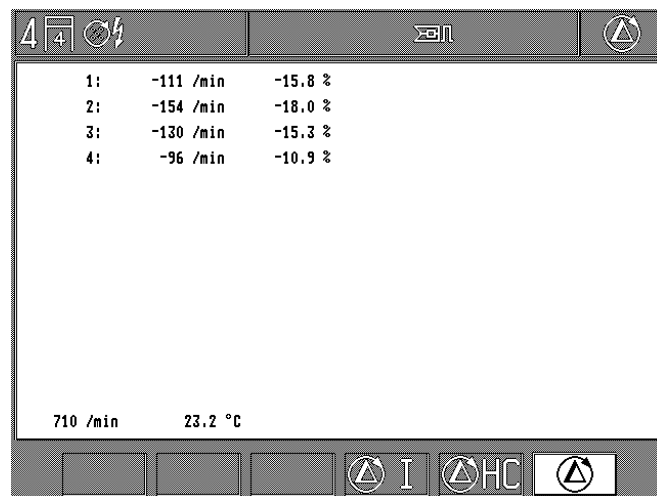 4 4
1: -111 /min -15.8 %
2: -154 /min -18.0 %
3: -130 /min -15.3 %
4: -96 /min -10.9 %
710 /min 23.2 °C
I HC